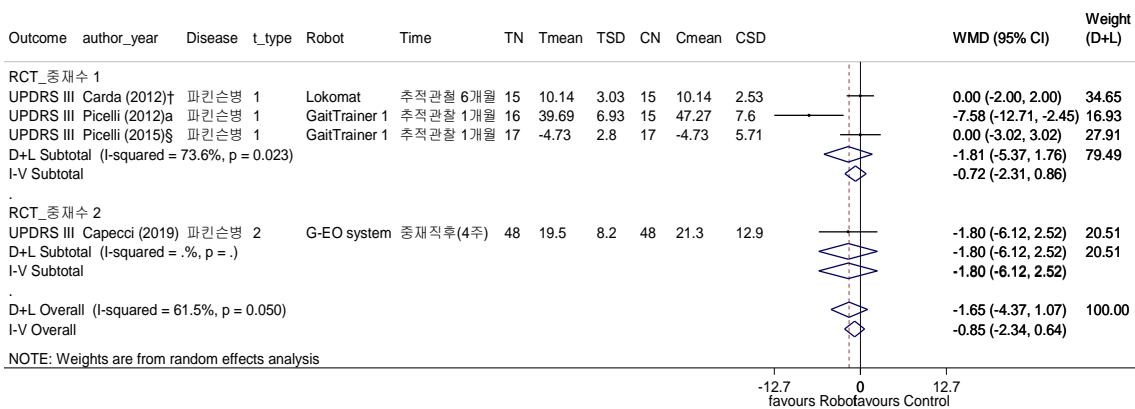 Weight
Outcome author_year Disease t_type Robot Time TN Tmean TSD CN Cmean CSD WMD (95% CI) (D+L)
RCT_중재수 1
UPDRS III Carda (2012)† 파킨슨병 1 Lokomat 추적관철 6개월 15 10.14 3.03 15 10.14 2.53 0.00 (-2.00, 2.00) 34.65
UPDRS III Picelli (2012)a 파킨슨병 1 GaitTrainer 1 추적관찰 1개월 16 39.69 6.93 15 47.27 7.6 -7.58 (-12.71, -2.45) 16.93
UPDRS III Picelli (2015)§ 파킨슨병 1 GaitTrainer 1 추적관찰 1개월 17 -4.73 2.8 17 -4.73 5.71 0.00 (-3.02, 3.02) 27.91
D+L Subtotal (I-squared = 73.6%, p = 0.023) -1.81 (-5.37, 1.76) 79.49
I-V Subtotal -0.72 (-2.31, 0.86)
.
RCT_중재수 2
UPDRS III Capecci (2019) 파킨슨병 2 G-EO system 중재직후(4주) 48 19.5 8.2 48 21.3 12.9 -1.80 (-6.12, 2.52) 20.51
D+L Subtotal (I-squared = .%, p = .) -1.80 (-6.12, 2.52) 20.51
I-V Subtotal -1.80 (-6.12, 2.52)
.
D+L Overall (I-squared = 61.5%, p = 0.050) -1.65 (-4.37, 1.07) 100.00
I-V Overall -0.85 (-2.34, 0.64)
NOTE: Weights are from random effects analysis
-12.7 0 12.7
favours Robot favours Control